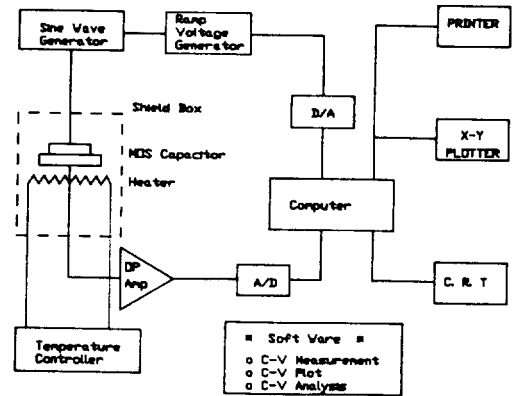 Sine Wave
Generator
Ramp
Voltage
Generator
PRINTER
Shield Box
D/A
X-Y
PLOTTER
MOS Capacitor
Heater
Computer
OP
Amp
A/D
C. R. T
Temperature
Controller
* Soft Ware *
o C-V Measurement
o C-V Plot
o C-V Analysis